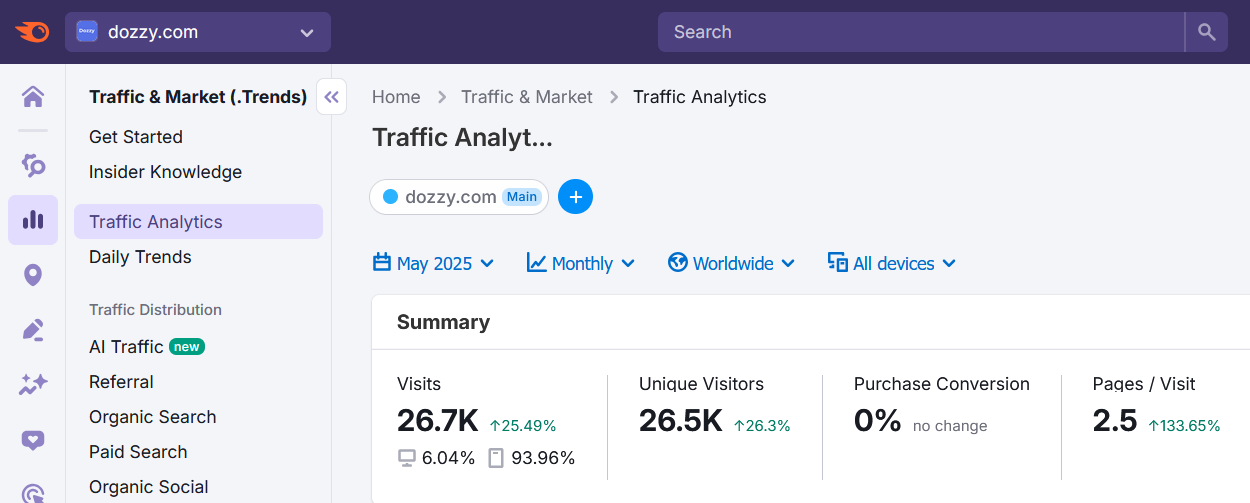 dozzy.com
Search
Traffic & Market (.Trends)
Get Started
Insider Knowledge
Traffic Analytics
Daily Trends
Traffic Distribution
AI Traffic new
Referral
Organic Search
Paid Search
Organic Social
Home > Traffic & Market > Traffic Analytics
Traffic Analyt...
dozzy.com Main +
May 2025 Monthly Worldwide All devices
Summary
Visits Unique Visitors Purchase Conversion Pages / Visit
26.7K ↑25.49% 26.5K ↑26.3% 0% no change 2.5 ↑133.65%
6.04% 93.96%